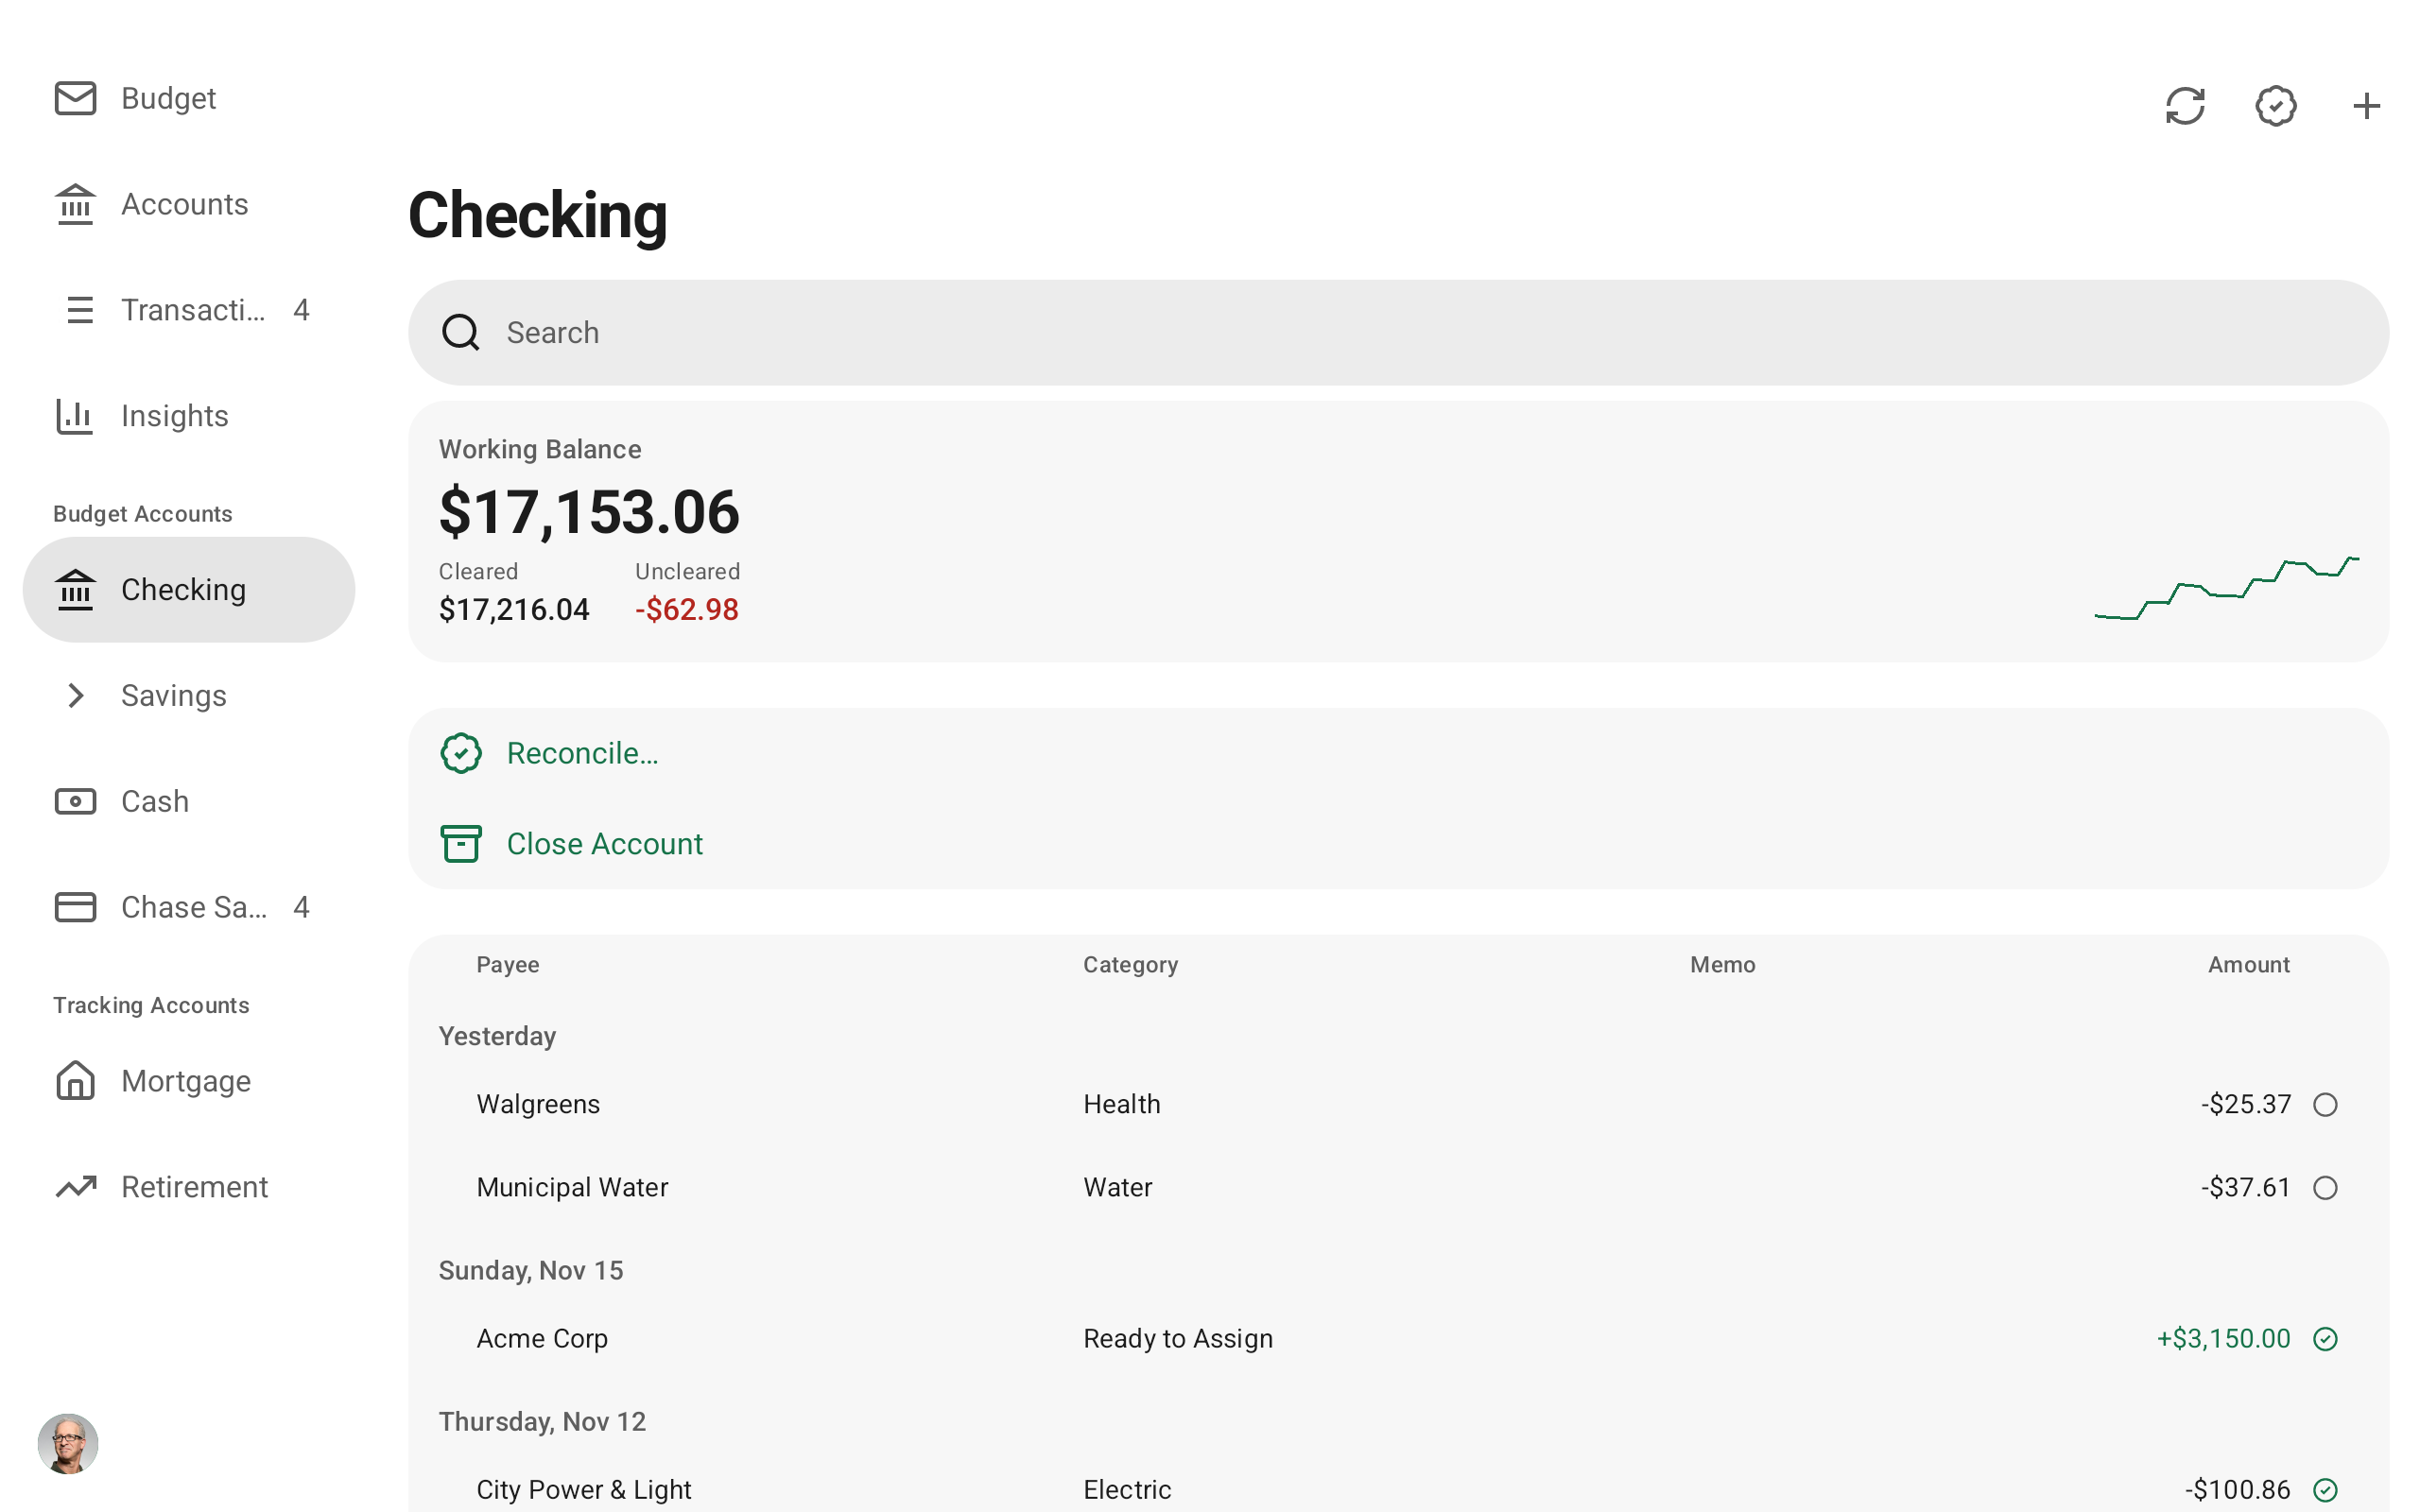 Budget
Accounts
Transacti... 4
Insights
Budget Accounts
Checking
Savings
Cash
Chase Sa... 4
Tracking Accounts
Mortgage
Retirement
Checking
Search
Working Balance
$17,153.06
Cleared Uncleared
$17,216.04 -$62.98
Reconcile...
Close Account
Payee Category Memo Amount
Yesterday
Walgreens Health -$25.37
Municipal Water Water -$37.61
Sunday, Nov 15
Acme Corp Ready to Assign +$3,150.00
Thursday, Nov 12
City Power & Light Electric -$100.86